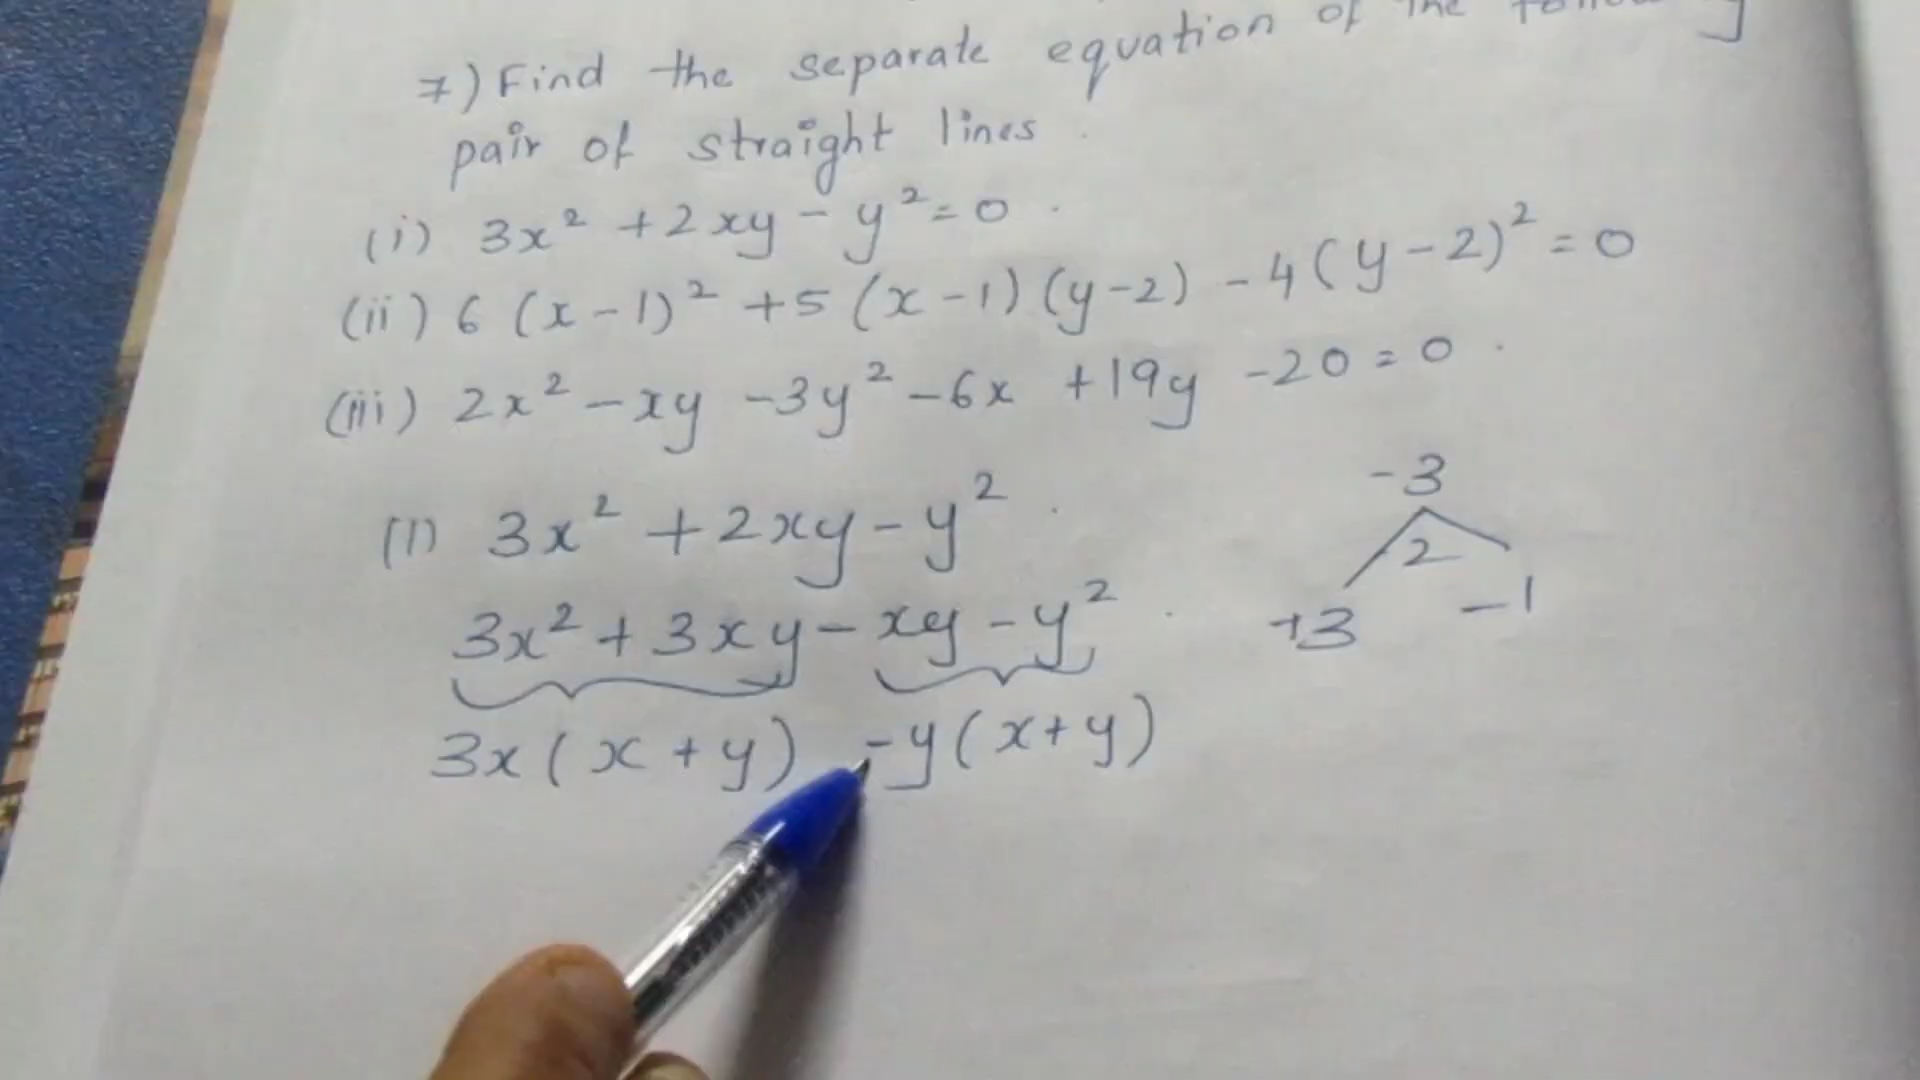 7) Find the separate equation of the following
pair of straight lines.
(i) 3x² + 2xy - y² = 0.
(ii) 6(x-1)² + 5(x-1)(y-2) - 4(y-2)² = 0
(iii) 2x² - xy - 3y² - 6x + 19y - 20 = 0.
(1) 3x² + 2xy - y².
3x² + 3xy - xy - y².
3x(x+y) -y(x+y)
-3
2
+3 -1